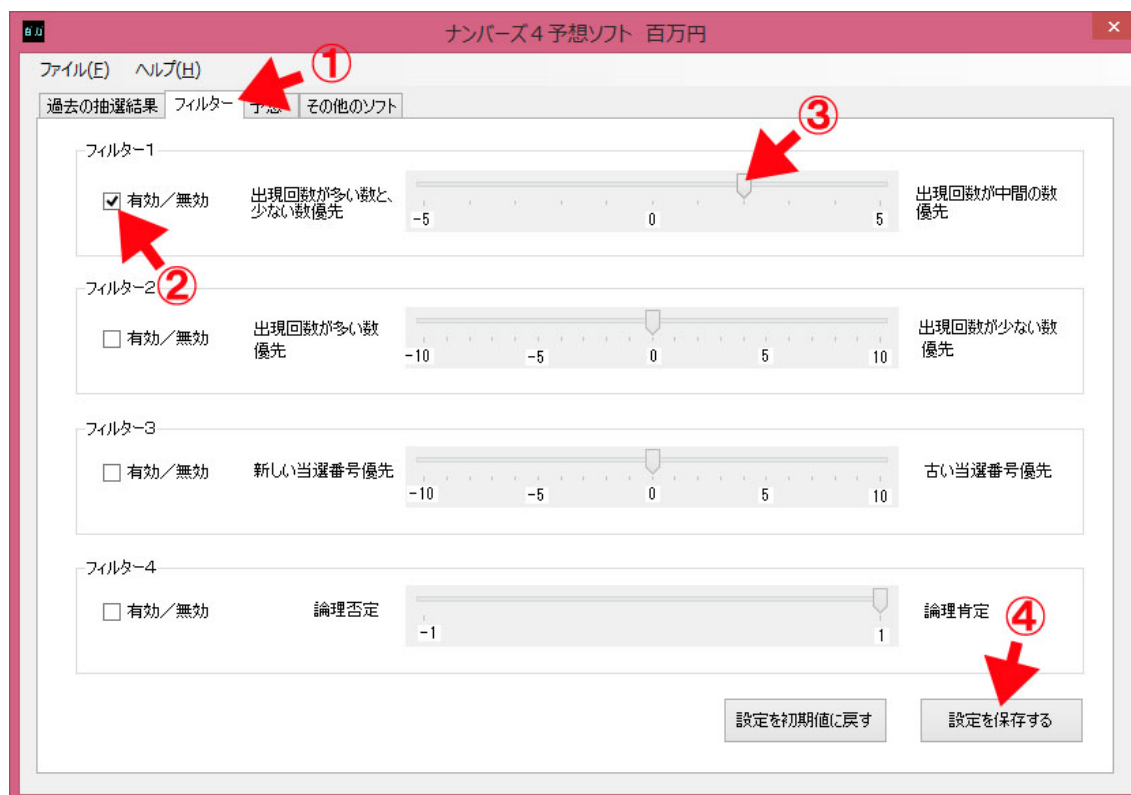 ナンバーズ4予想ソフト 百万円
ファイル(F) ヘルプ(H)
①
過去の抽選結果 フィルター 予想 その他のソフト
③
フィルター1
有効／無効
出現回数が多い数と、
少ない数優先
-5 0 5
出現回数が中間の数
優先
②
フィルター2
有効／無効
出現回数が多い数
優先
-10 -5 0 5 10
出現回数が少ない数
優先
フィルター3
有効／無効
新しい当選番号優先
-10 -5 0 5 10
古い当選番号優先
フィルター4
有効／無効
論理否定
-1 1
論理肯定
④
設定を初期値に戻す 設定を保存する